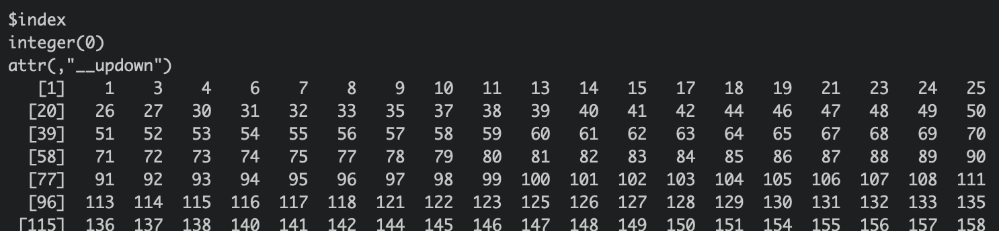 $index
integer(0)
attr(,"__updown")
[1] 1 3 4 6 7 8 9 10 11 13 14 15 17 18 19 21 23 24 25
[20] 26 27 30 31 32 33 35 37 38 39 40 41 42 44 46 47 48 49 50
[39] 51 52 53 54 55 56 57 58 59 60 61 62 63 64 65 67 68 69 70
[58] 71 72 73 74 75 77 78 79 80 81 82 83 84 85 86 87 88 89 90
[77] 91 92 93 94 95 96 97 98 99 100 101 102 103 104 105 106 107 108 111
[96] 113 114 115 116 117 118 121 122 123 125 126 127 128 129 130 131 132 133 135
[115] 136 137 138 140 141 142 144 145 146 147 148 149 150 151 154 155 156 157 158